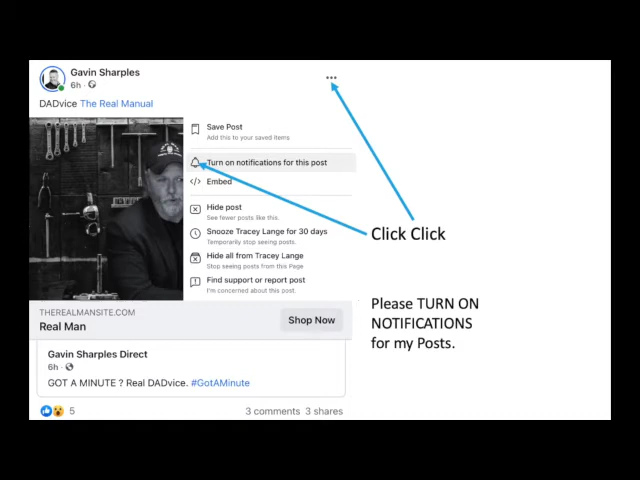 Gavin Sharples
6h ·
DADvice The Real Manual
Save Post
Add this to your saved items
Turn on notifications for this post
Embed
Hide post
See fewer posts like this.
Snooze Tracey Lange for 30 days
Temporarily stop seeing posts.
Hide all from Tracey Lange
Stop seeing posts from this Page
Find support or report post
I'm concerned about this post.
Click Click
Please TURN ON
NOTIFICATIONS
for my Posts.
THEREALMANSITE.COM
Real Man
Shop Now
Gavin Sharples Direct
6h ·
GOT A MINUTE ? Real DADvice. #GotAMinute
5
3 comments 3 shares